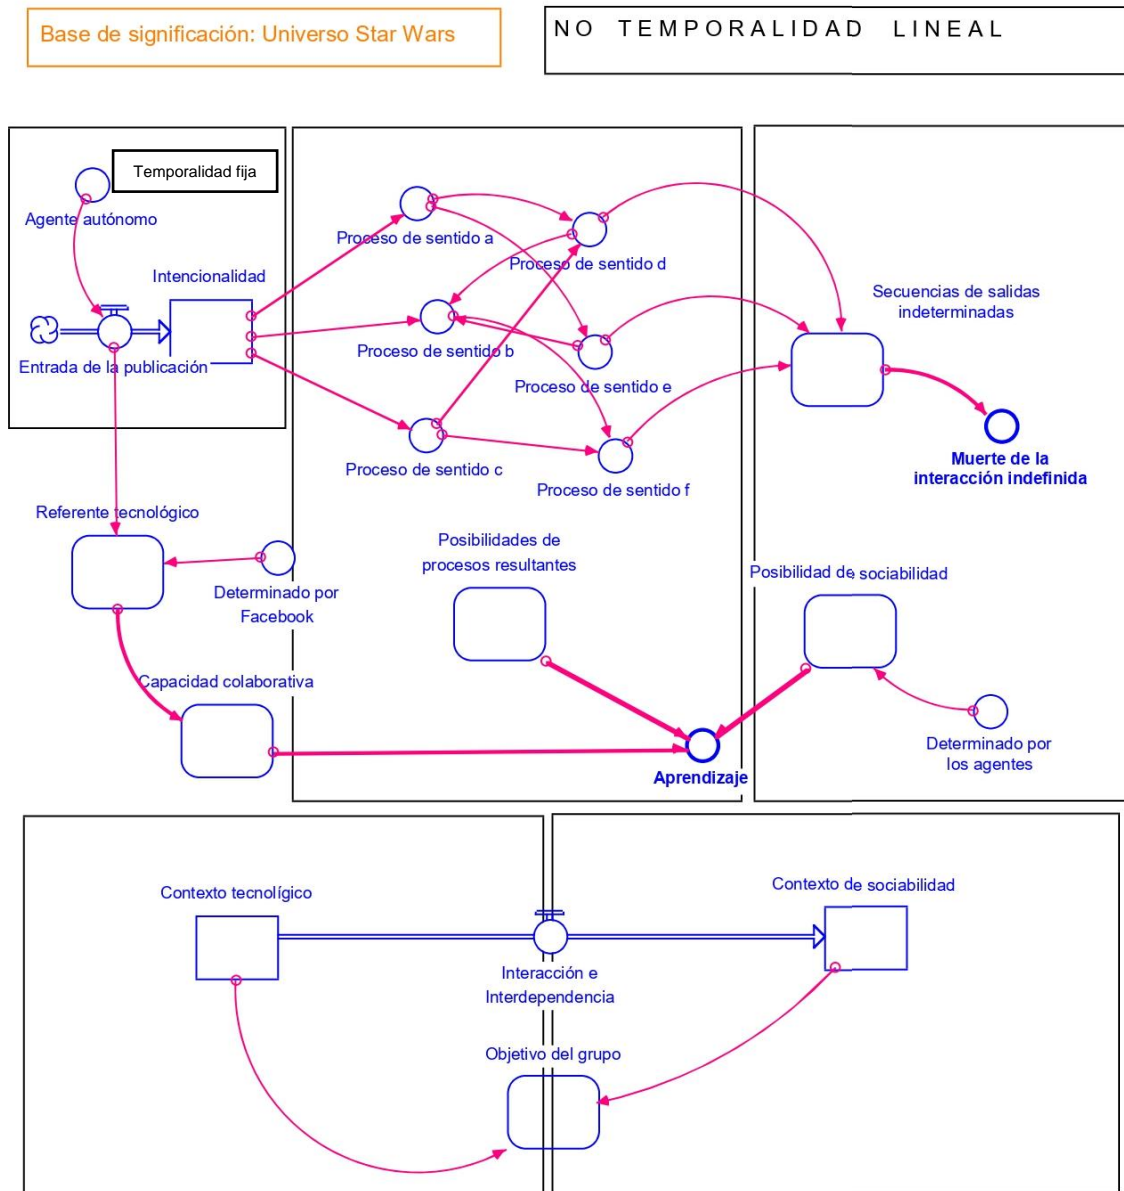 Base de significación: Universo Star Wars
NO TEMPORALIDAD LINEAL
Temporalidad fija
Agente autónomo
Intencionalidad
Entrada de la publicación
Proceso de sentido a
Proceso de sentido d
Proceso de sentido b
Proceso de sentido e
Proceso de sentido c
Proceso de sentido f
Secuencias de salidas
indeterminadas
Muerte de la
interacción indefinida
Referente tecnológico
Determinado por
Facebook
Posibilidades de
procesos resultantes
Posibilidad de sociabilidad
Capacidad colaborativa
Aprendizaje
Determinado por
los agentes
Contexto tecnológico
Contexto de sociabilidad
Interacción e
Interdependencia
Objetivo del grupo